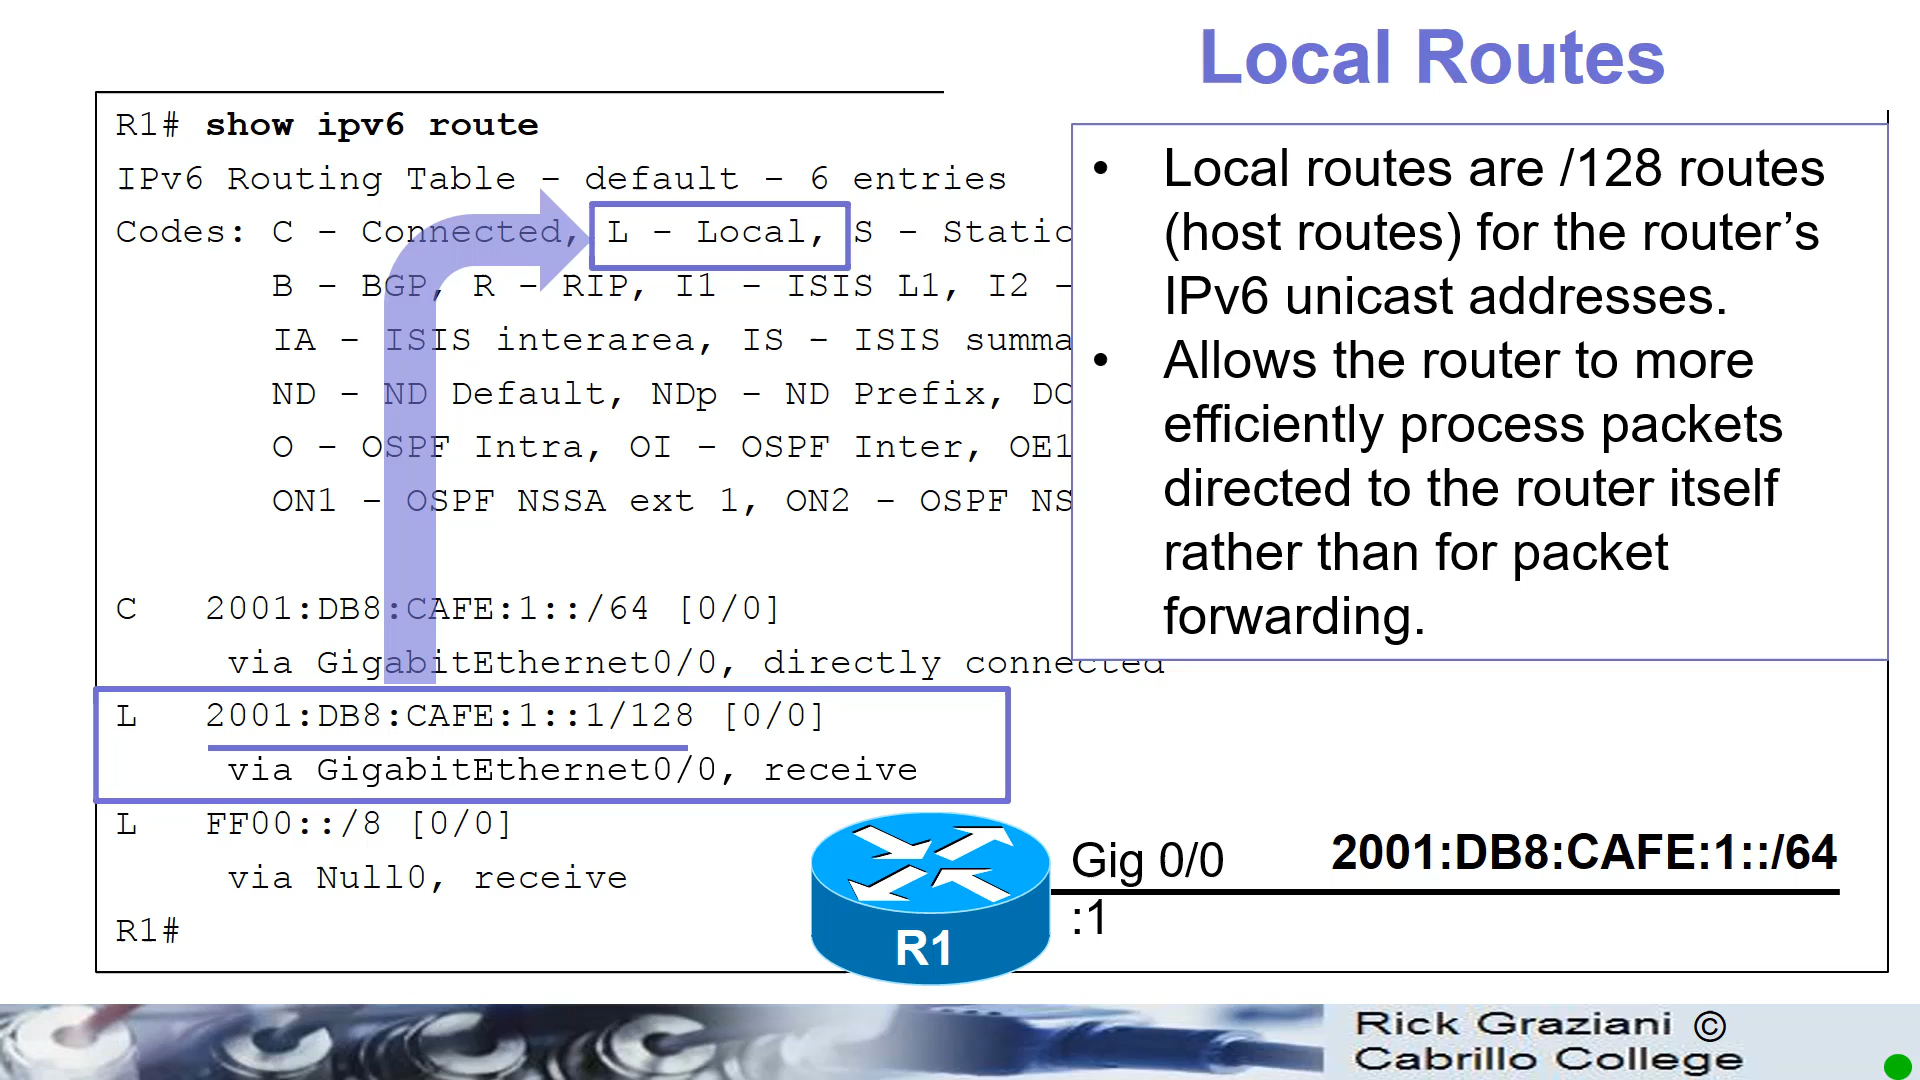 Local Routes
R1# show ipv6 route
IPv6 Routing Table - default - 6 entries
Codes: C - Connected, L - Local, S - Static
B - BGP, R - RIP, I1 - ISIS L1, I2 -
IA - ISIS interarea, IS - ISIS summa
ND - ND Default, NDp - ND Prefix, DC
O - OSPF Intra, OI - OSPF Inter, OE1
ON1 - OSPF NSSA ext 1, ON2 - OSPF NS
C 2001:DB8:CAFE:1::/64 [0/0]
via GigabitEthernet0/0, directly connected
L 2001:DB8:CAFE:1::1/128 [0/0]
via GigabitEthernet0/0, receive
L FF00::/8 [0/0]
via Null0, receive
R1#
• Local routes are /128 routes
(host routes) for the router’s
IPv6 unicast addresses.
• Allows the router to more
efficiently process packets
directed to the router itself
rather than for packet
forwarding.
R1
Gig 0/0
:1
2001:DB8:CAFE:1::/64
Rick Graziani ©
Cabrillo College